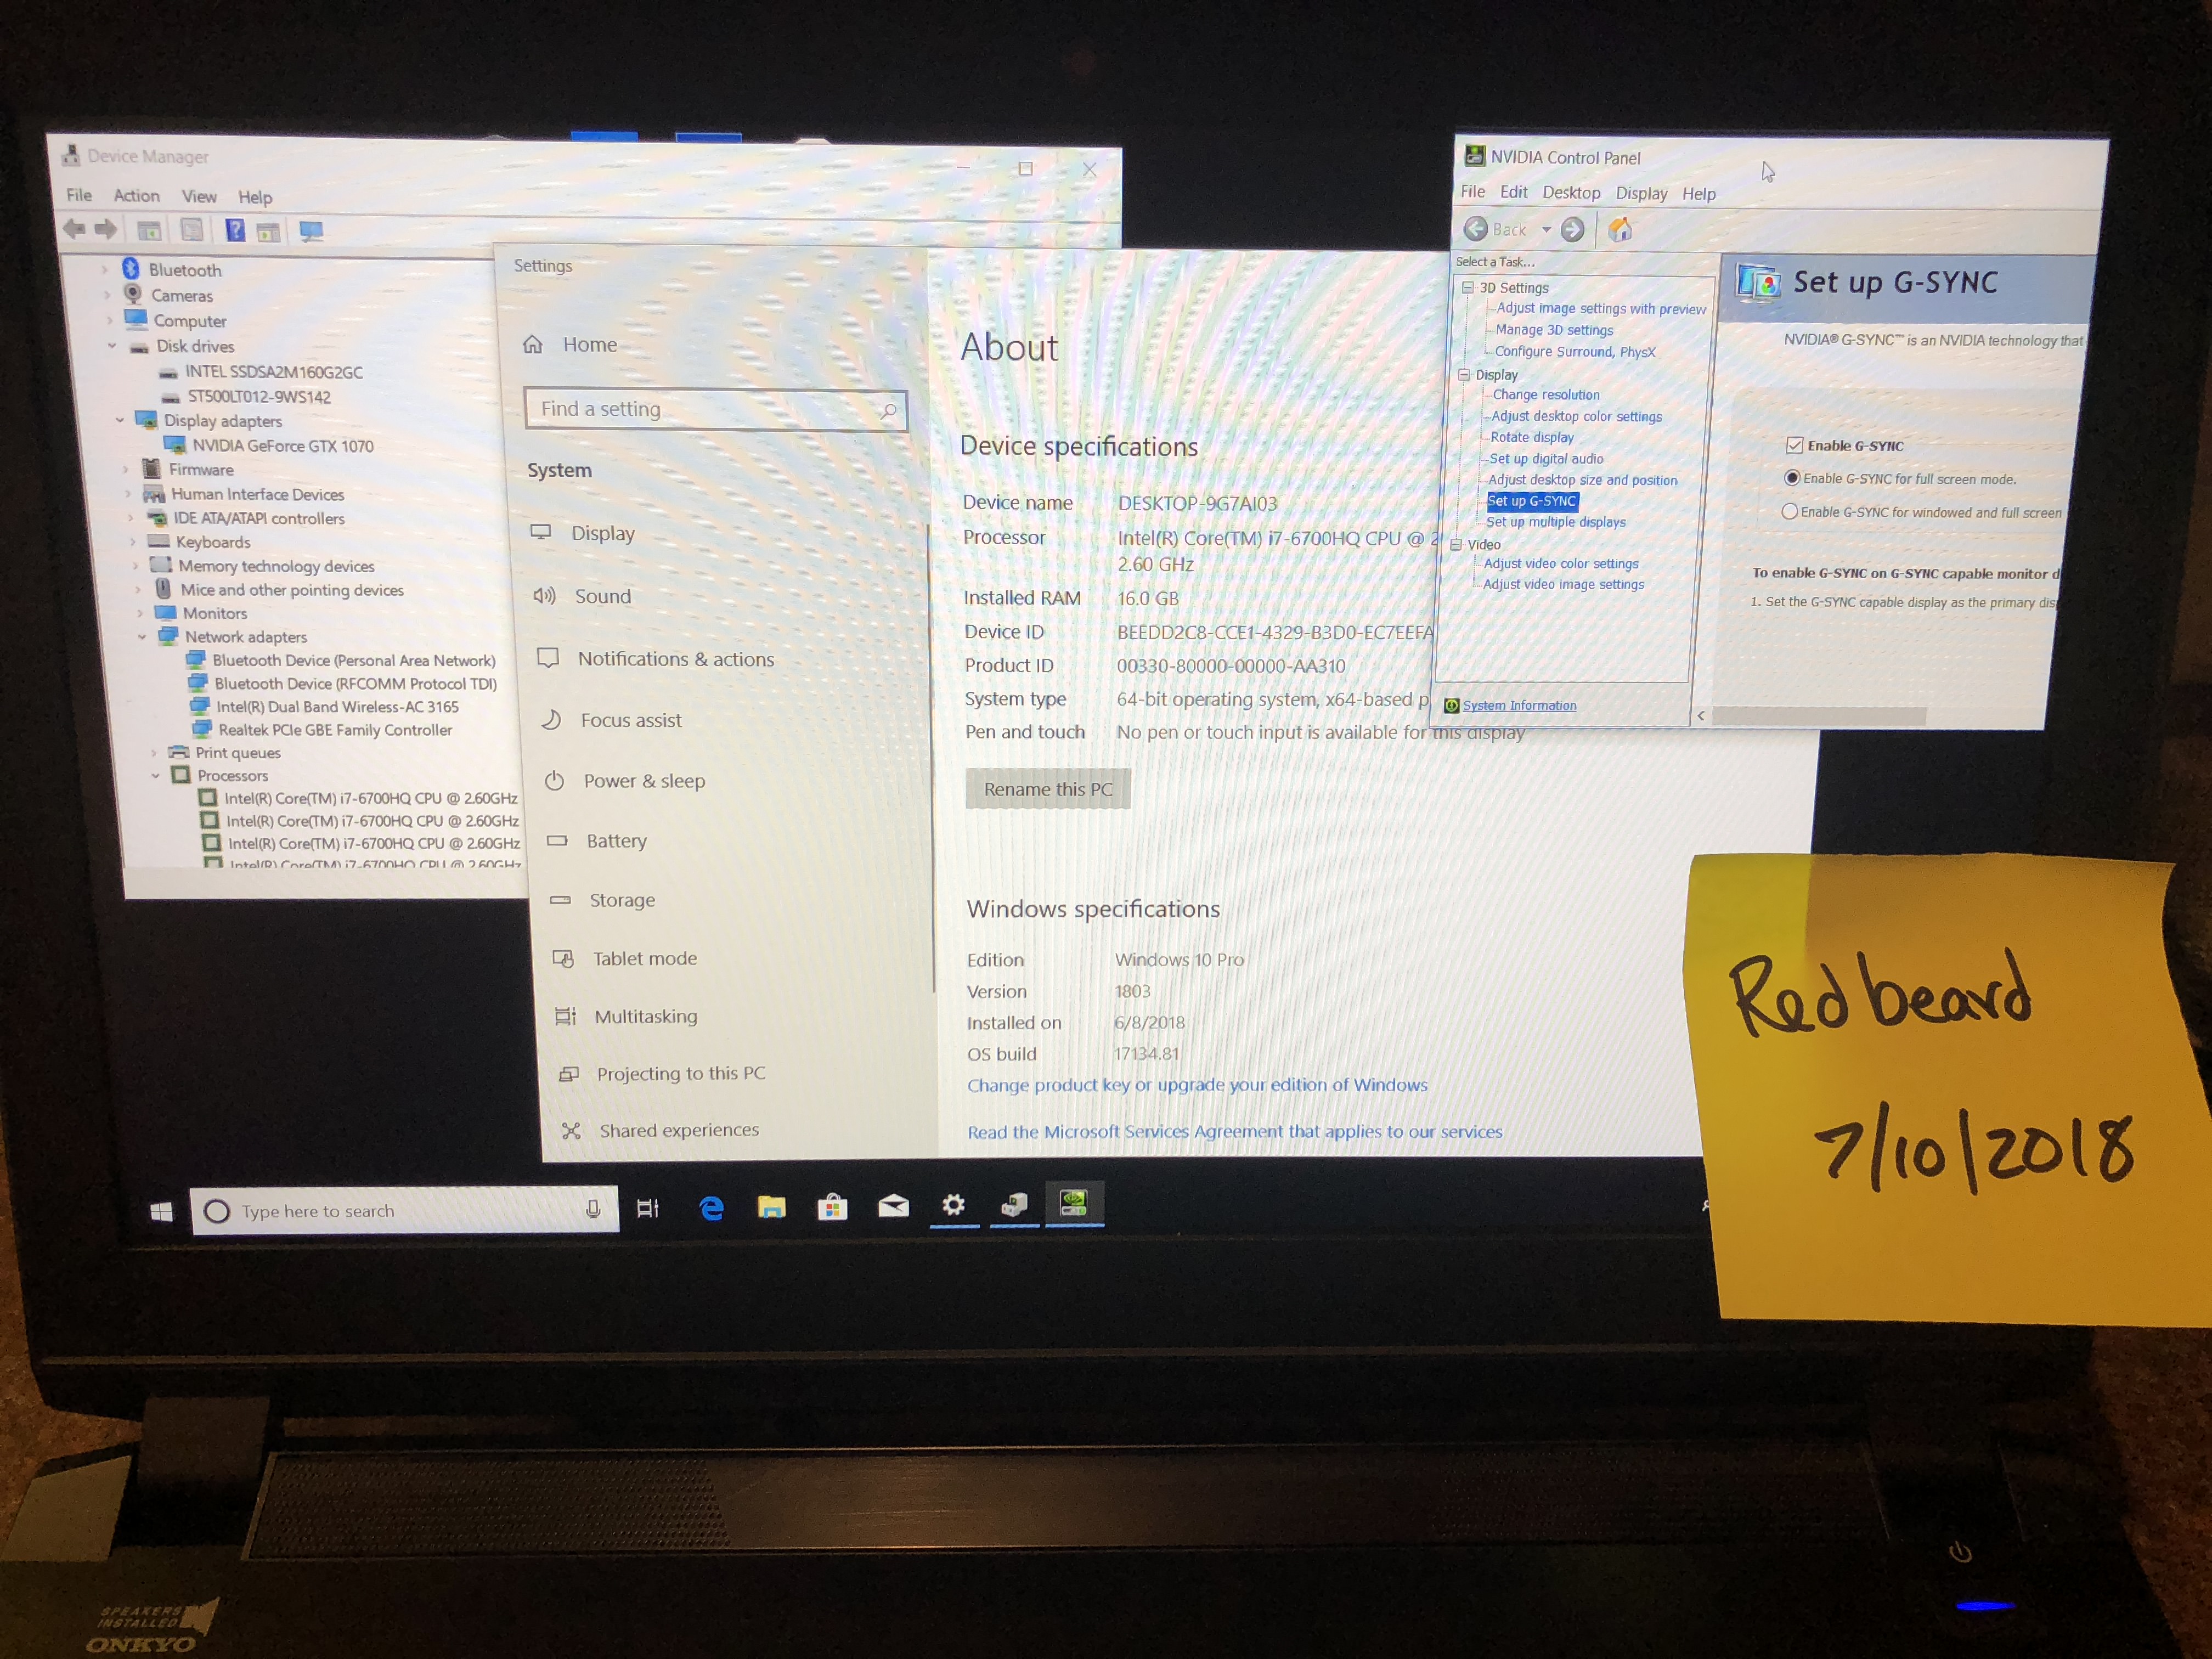 Device Manager
File Action View Help
Bluetooth
Cameras
Computer
Disk drives
INTEL SSDSA2M160G2GC
ST500LT012-9WS142
Display adapters
NVIDIA GeForce GTX 1070
Firmware
Human Interface Devices
IDE ATA/ATAPI controllers
Keyboards
Memory technology devices
Mice and other pointing devices
Monitors
Network adapters
Bluetooth Device (Personal Area Network)
Bluetooth Device (RFCOMM Protocol TDI)
Intel(R) Dual Band Wireless-AC 3165
Realtek PCIe GBE Family Controller
Print queues
Processors
Intel(R) Core(TM) i7-6700HQ CPU @ 2.60GHz
Intel(R) Core(TM) i7-6700HQ CPU @ 2.60GHz
Intel(R) Core(TM) i7-6700HQ CPU @ 2.60GHz
Intel(R) Core(TM) i7-6700HQ CPU @ 2.60GHz
Settings
Home
Find a setting
System
Display
Sound
Notifications & actions
Focus assist
Power & sleep
Battery
Storage
Tablet mode
Multitasking
Projecting to this PC
Shared experiences
About
Device specifications
Device name DESKTOP-9G7AI03
Processor Intel(R) Core(TM) i7-6700HQ CPU @ 2
2.60 GHz
Installed RAM 16.0 GB
Device ID BEEDD2C8-CCE1-4329-B3D0-EC7EEFA
Product ID 00330-80000-00000-AA310
System type 64-bit operating system, x64-based p
Pen and touch No pen or touch input is available for this display
Rename this PC
Windows specifications
Edition Windows 10 Pro
Version 1803
Installed on 6/8/2018
OS build 17134.81
Change product key or upgrade your edition of Windows
Read the Microsoft Services Agreement that applies to our services
NVIDIA Control Panel
File Edit Desktop Display Help
Back
Select a Task...
3D Settings
Adjust image settings with preview
Manage 3D settings
Configure Surround, PhysX
Display
Change resolution
Adjust desktop color settings
Rotate display
Set up digital audio
Adjust desktop size and position
Set up G-SYNC
Set up multiple displays
Video
Adjust video color settings
Adjust video image settings
System Information
Set up G-SYNC
NVIDIA® G-SYNC™ is an NVIDIA technology that
Enable G-SYNC
Enable G-SYNC for full screen mode.
Enable G-SYNC for windowed and full screen
To enable G-SYNC on G-SYNC capable monitor d
1. Set the G-SYNC capable display as the primary dis
Type here to search
Redbeard
7/10/2018
SPEAKERS
INSTALLED
ONKYO